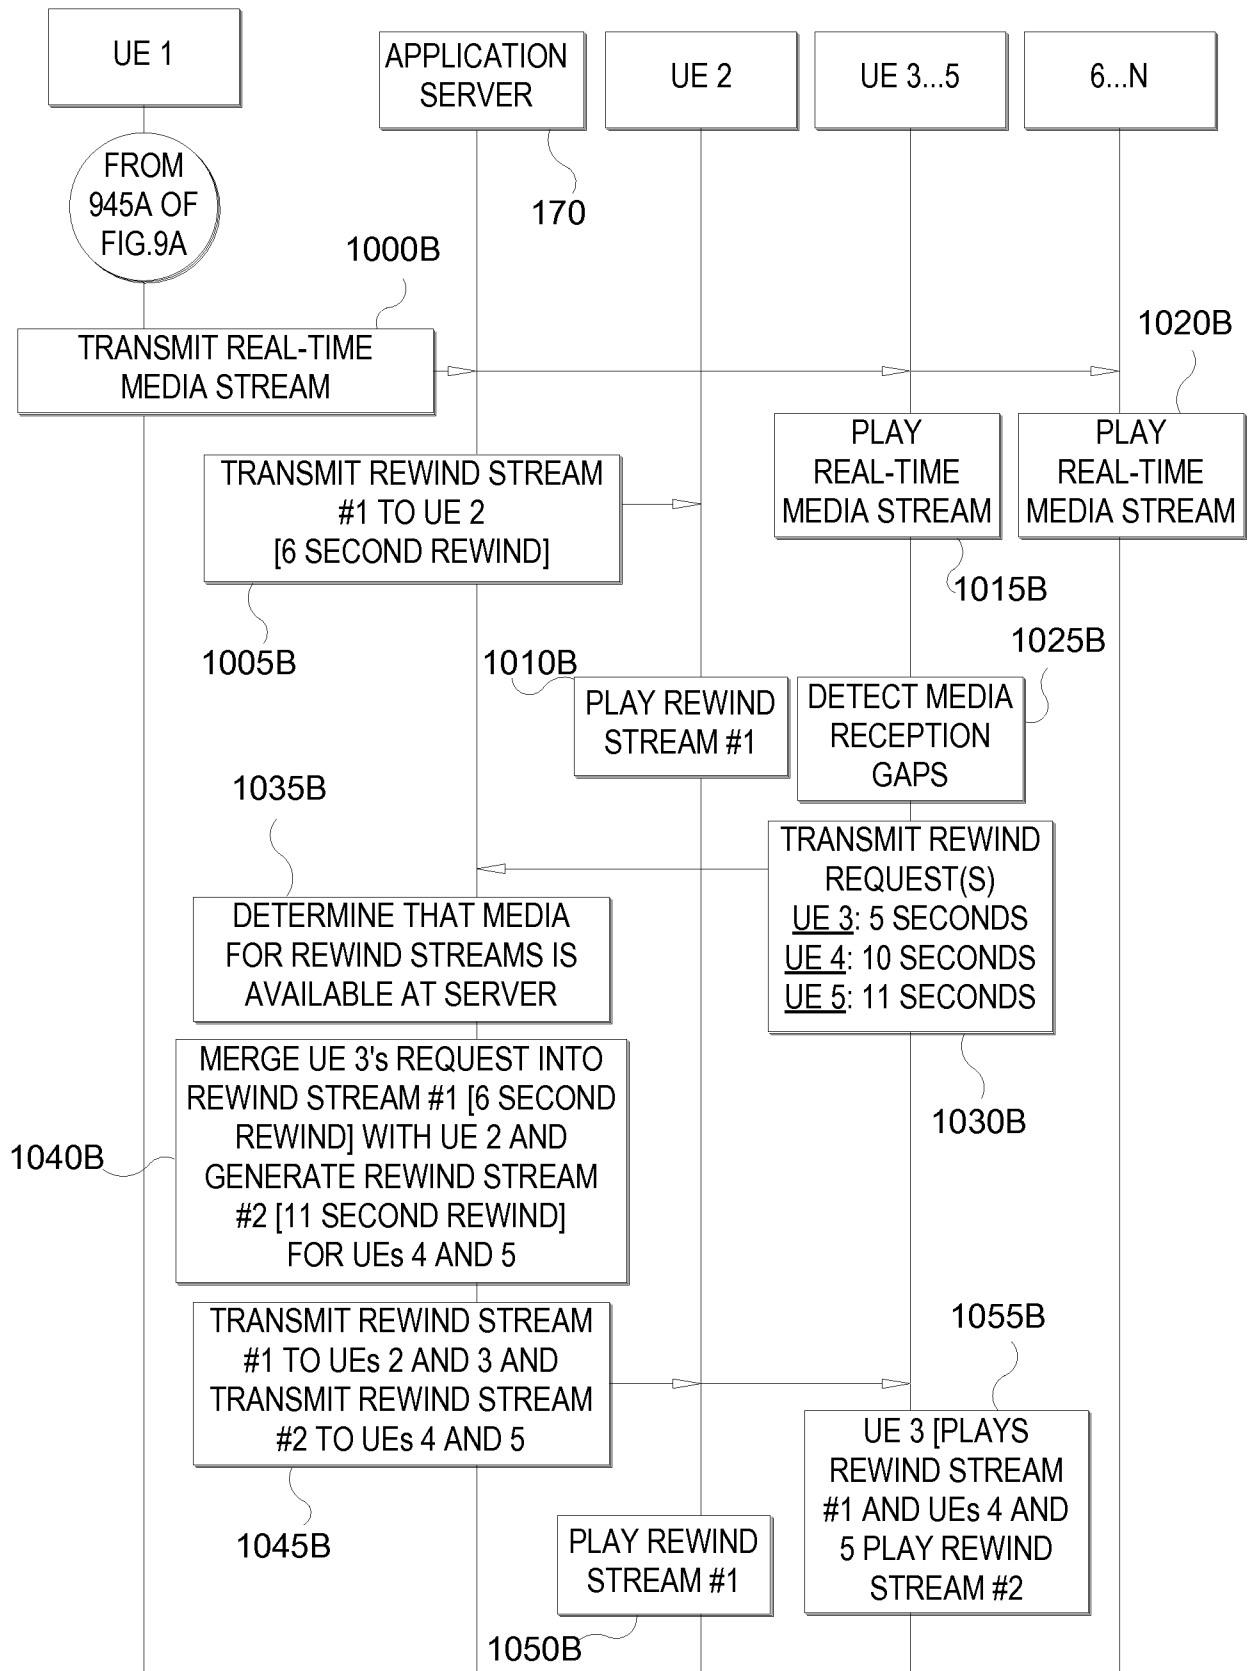 UE 1
APPLICATION
SERVER
UE 2
UE 3...5
6...N
FROM
945A OF
FIG.9A
170
1000B
1020B
TRANSMIT REAL-TIME
MEDIA STREAM
PLAY
REAL-TIME
MEDIA STREAM
PLAY
REAL-TIME
MEDIA STREAM
TRANSMIT REWIND STREAM
#1 TO UE 2
[6 SECOND REWIND]
1015B
1005B
1010B
1025B
PLAY REWIND
STREAM #1
DETECT MEDIA
RECEPTION
GAPS
1035B
TRANSMIT REWIND
REQUEST(S)
UE 3: 5 SECONDS
UE 4: 10 SECONDS
UE 5: 11 SECONDS
DETERMINE THAT MEDIA
FOR REWIND STREAMS IS
AVAILABLE AT SERVER
1030B
MERGE UE 3's REQUEST INTO
REWIND STREAM #1 [6 SECOND
REWIND] WITH UE 2 AND
GENERATE REWIND STREAM
#2 [11 SECOND REWIND]
FOR UEs 4 AND 5
1040B
TRANSMIT REWIND STREAM
#1 TO UEs 2 AND 3 AND
TRANSMIT REWIND STREAM
#2 TO UEs 4 AND 5
1055B
UE 3 [PLAYS
REWIND STREAM
#1 AND UEs 4 AND
5 PLAY REWIND
STREAM #2
1045B
PLAY REWIND
STREAM #1
1050B